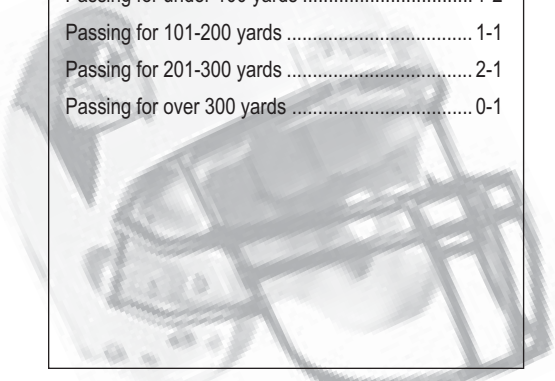 Passing for 101-200 yards .................................. 1-1
Passing for 201-300 yards .................................. 2-1
Passing for over 300 yards ................................. 0-1